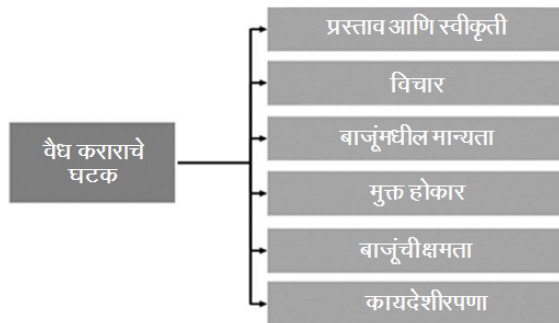 वैध कराराचे
घटक
प्रस्ताव आणि स्वीकृती
विचार
बाजूंमधील मान्यता
मुक्त होकार
बाजूंची क्षमता
कायदेशीरपणा